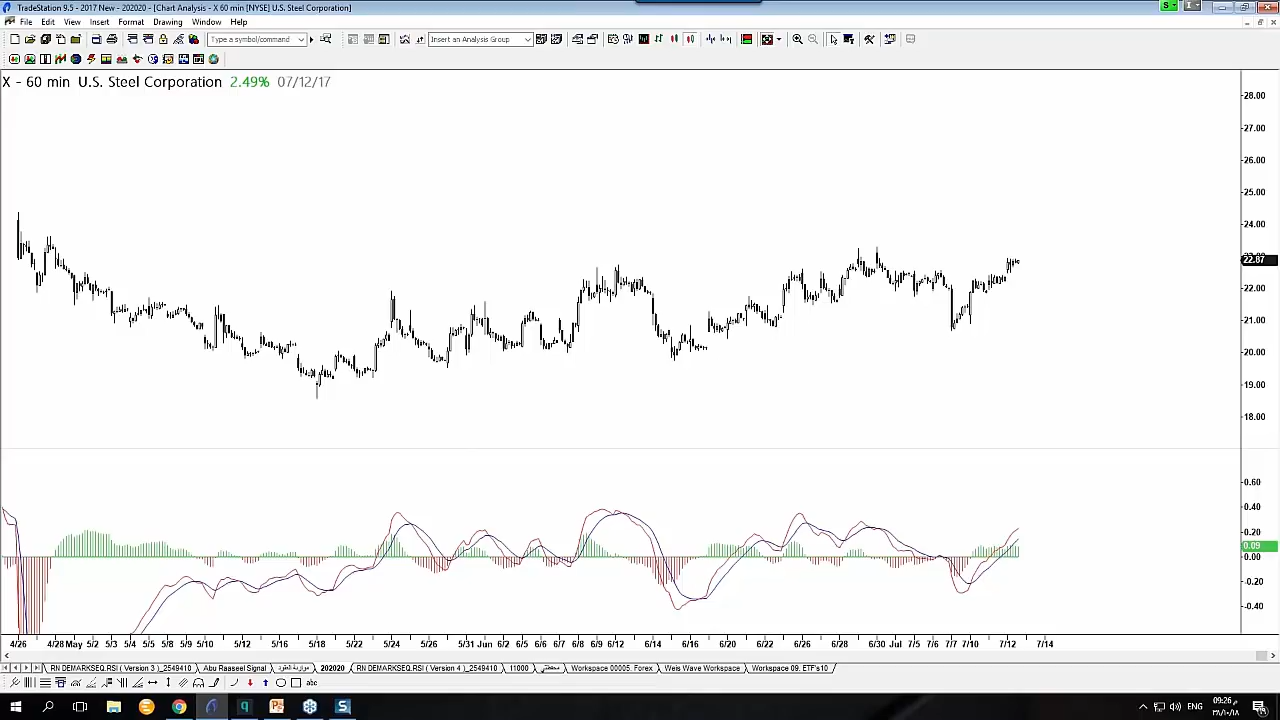 TradeStation 9.5 - 2017 New - 202020 - [Chart Analysis - X 60 min [NYSE] U.S. Steel Corporation]
File Edit View Insert Format Drawing Window Help
Type a symbol/command
Insert an Analysis Group
X - 60 min U.S. Steel Corporation 2.49% 07/12/17
28.00
27.00
26.00
25.00
24.00
22.87
22.00
21.00
20.00
19.00
18.00
0.60
0.40
0.20
0.09
0.00
-0.20
-0.40
4/26 4/28 May 5/2 5/3 5/4 5/8 5/9 5/10 5/12 5/16 5/18 5/22 5/24 5/26 5/31 Jun 6/2 6/5 6/6 6/7 6/8 6/9 6/12 6/14 6/16 6/20 6/22 6/26 6/28 6/30 Jul 7/5 7/6 7/7 7/10 7/12 7/14
RN DEMARKSEQ.RSI ( Version 3 )_2549410 Abu Raaseel Signal موازنة العقود 202020 RN DEMARKSEQ.RSI ( Version 4 )_2549410 11000 Workspace 00005. Forex Weis Wave Workspace Workspace 09. ETF's10
abc
ENG 09:26 م
٣١/١٠/١٨